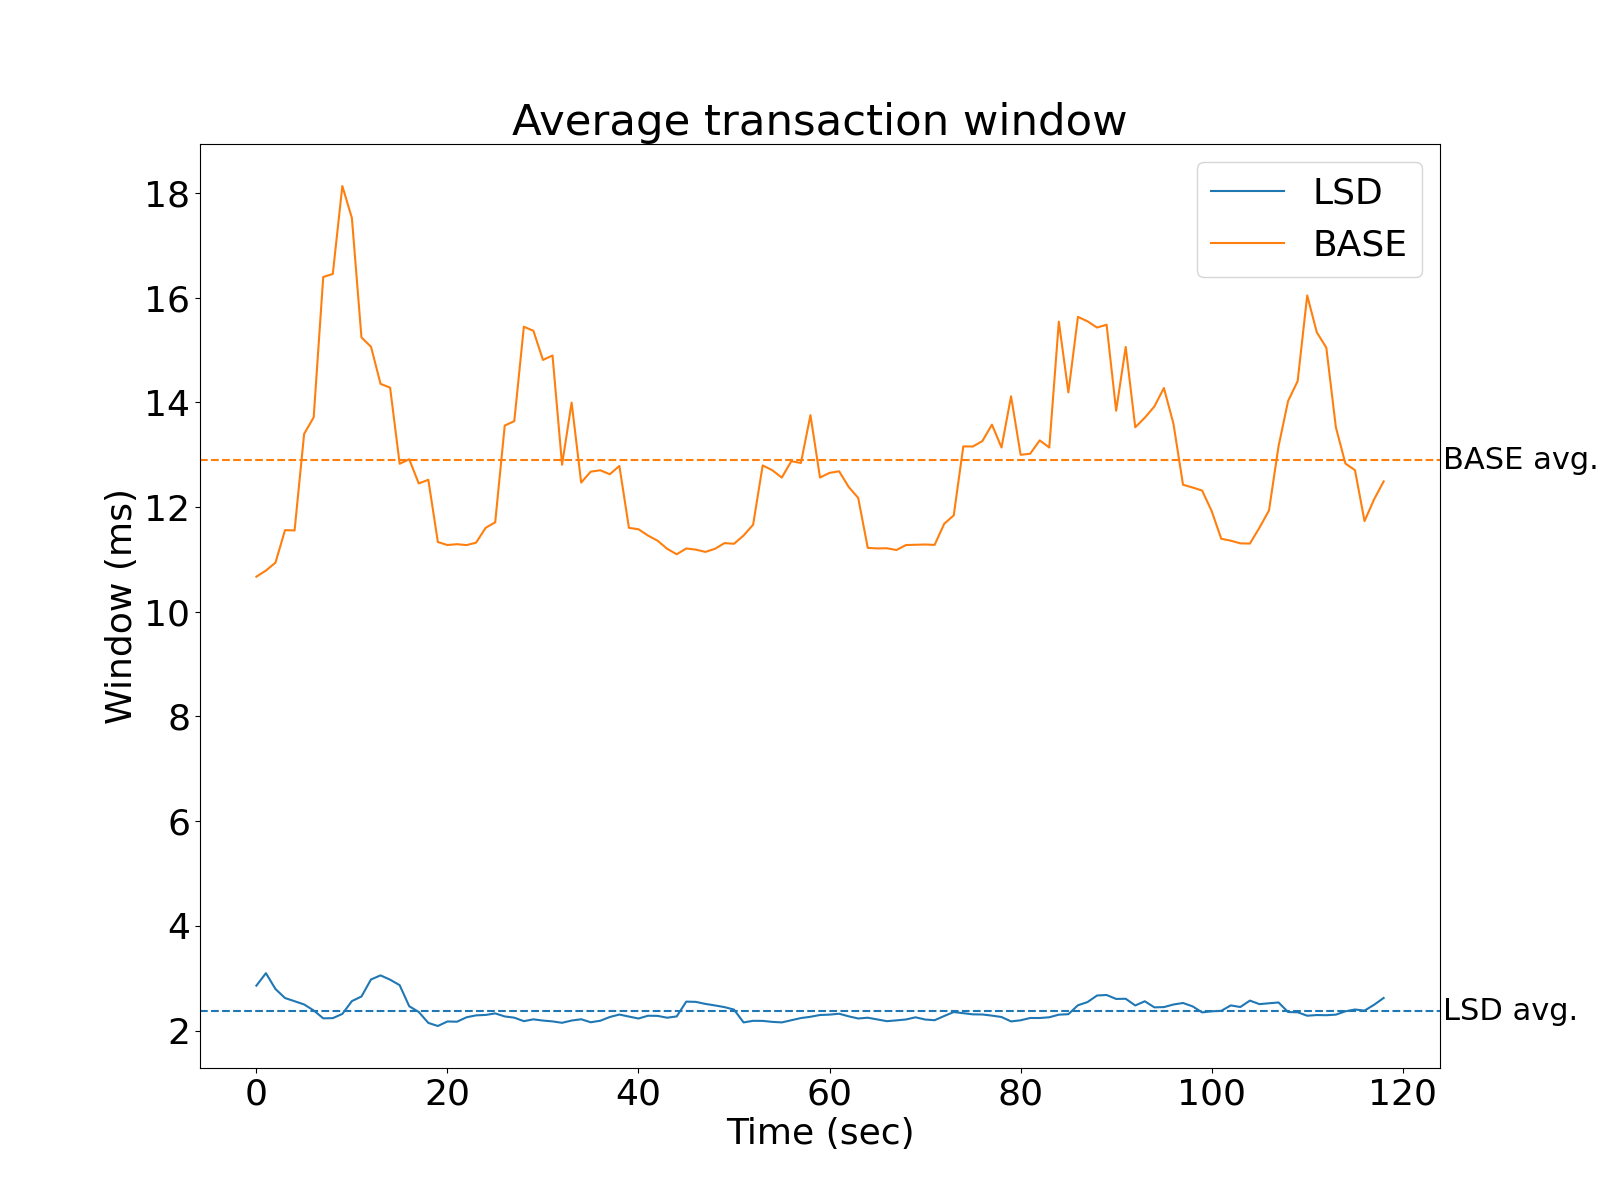 Average transaction window
LSD
BASE
18
16
14
12
10
8
6
4
2
Window (ms)
BASE avg.
LSD avg.
0 20 40 60 80 100 120
Time (sec)